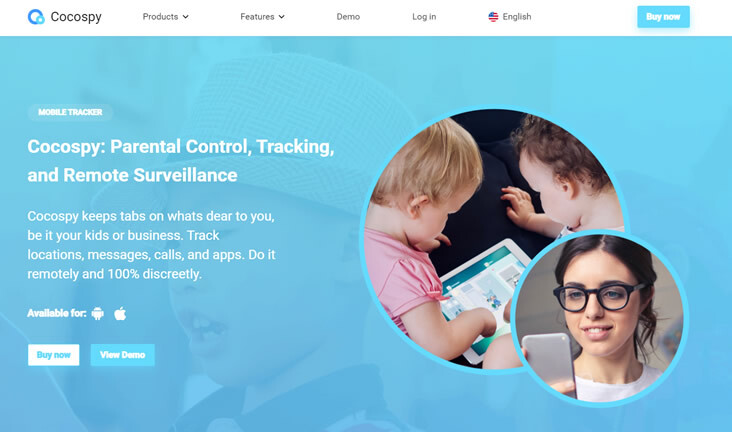 Cocospy
Products
Features
Demo
Log in
English
Buy now
MOBILE TRACKER
Cocospy: Parental Control, Tracking,
and Remote Surveillance
Cocospy keeps tabs on whats dear to you,
be it your kids or business. Track
locations, messages, calls, and apps. Do it
remotely and 100% discreetly.
Available for:
Buy now
View Demo